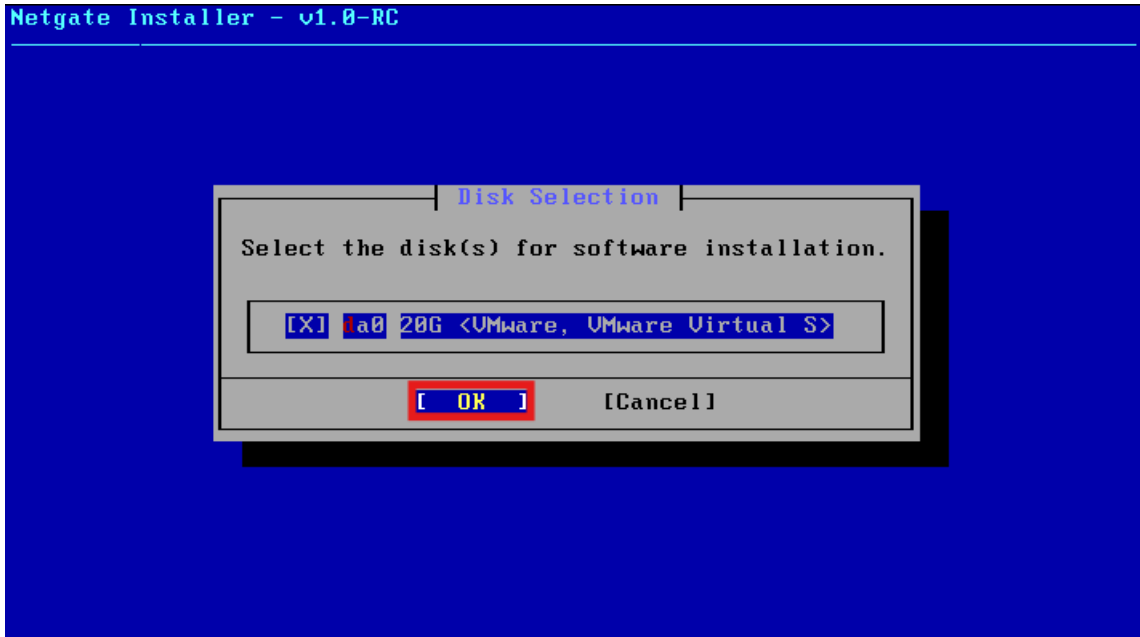 Netgate Installer - v1.0-RC
Disk Selection
Select the disk(s) for software installation.
[X] da0 20G <VMware, VMware Virtual S>
[ OK ] [Cancel]